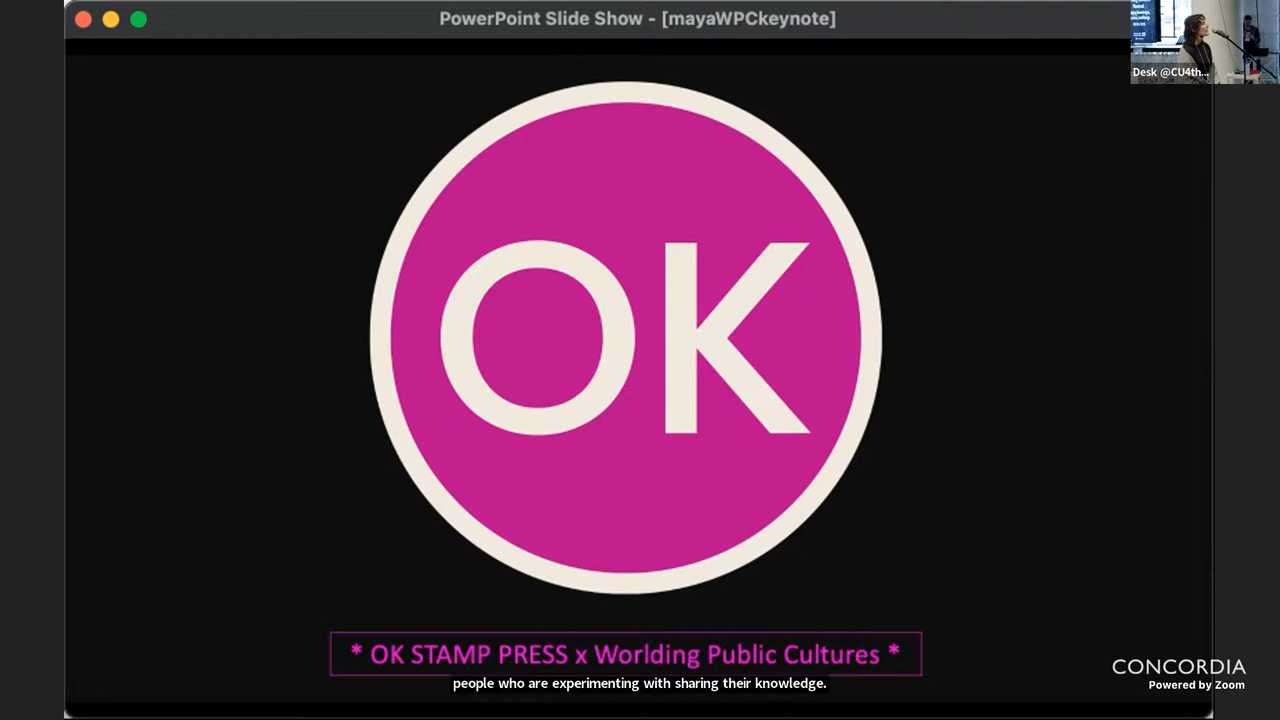 PowerPoint Slide Show - [mayaWPCkeynote]
Desk @CU4th...
OK
* OK STAMP PRESS x Worlding Public Cultures *
people who are experimenting with sharing their knowledge.
CONCORDIA
Powered by Zoom